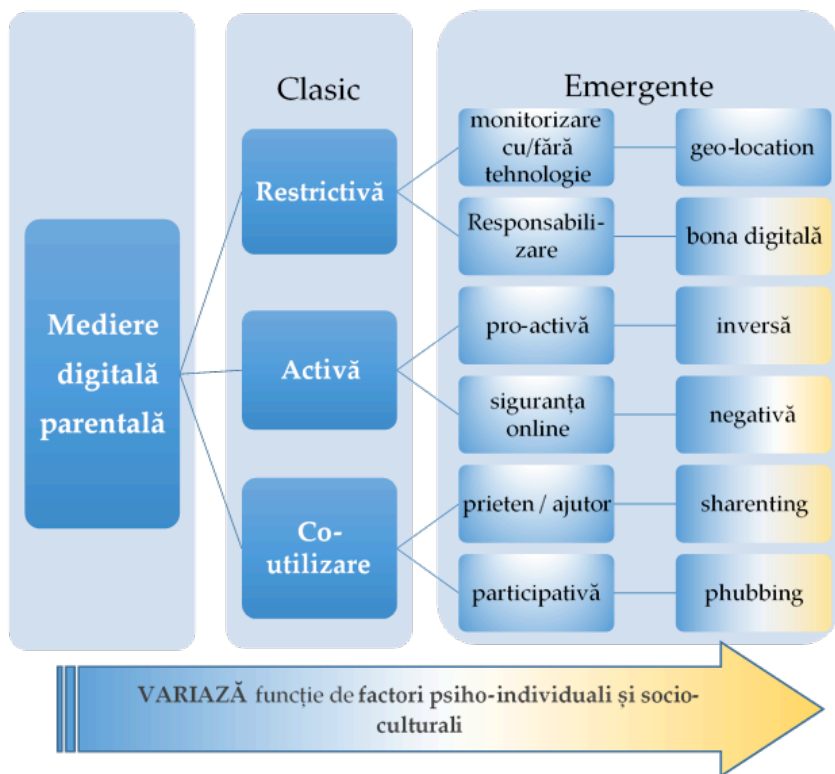 Clasic
Emergente
Mediere
digitală
parentală
Restrictivă
monitorizare
cu/fără
tehnologie
geo-location
Responsabili-
zare
bona digitală
Activă
pro-activă
inversă
siguranța
online
negativă
Co-
utilizare
prieten / ajutor
sharenting
participativă
phubbing
VARIAZĂ funcție de factori psiho-individuali și socio-
culturali